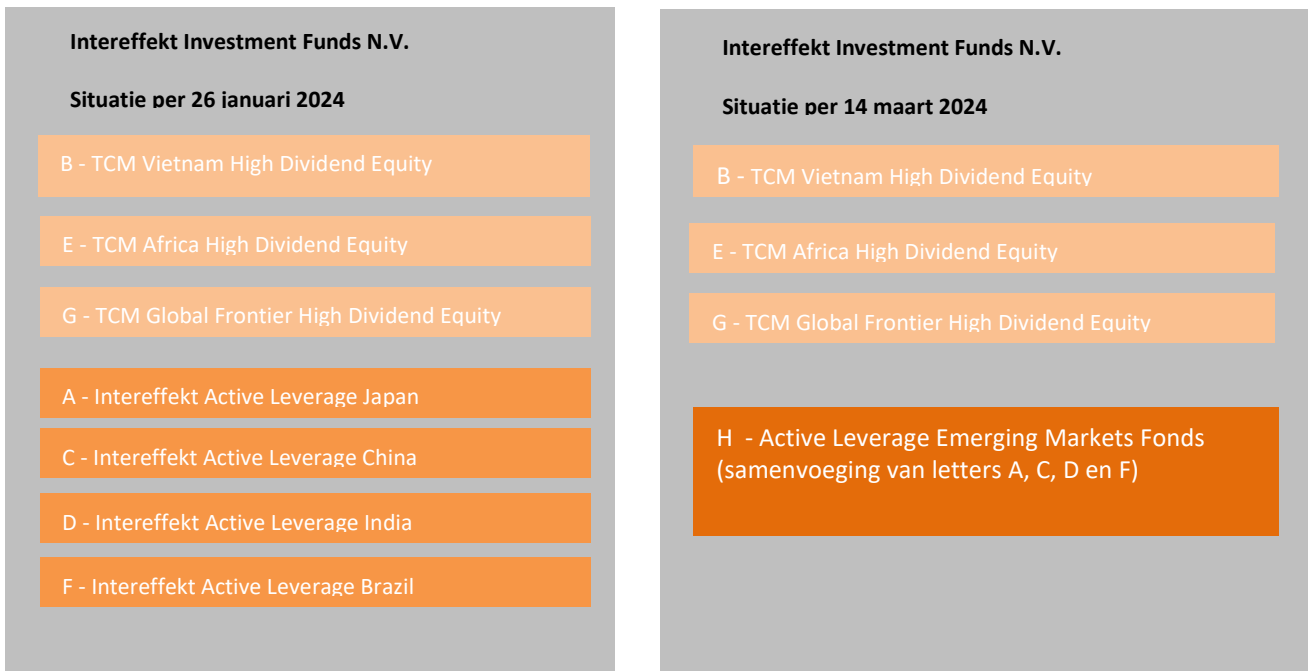 Intereffekt Investment Funds N.V.
Situatie per 26 januari 2024
B - TCM Vietnam High Dividend Equity
E - TCM Africa High Dividend Equity
G - TCM Global Frontier High Dividend Equity
A - Intereffekt Active Leverage Japan
C - Intereffekt Active Leverage China
D - Intereffekt Active Leverage India
F - Intereffekt Active Leverage Brazil
Intereffekt Investment Funds N.V.
Situatie per 14 maart 2024
B - TCM Vietnam High Dividend Equity
E - TCM Africa High Dividend Equity
G - TCM Global Frontier High Dividend Equity
H - Active Leverage Emerging Markets Fonds
(samenvoeging van letters A, C, D en F)